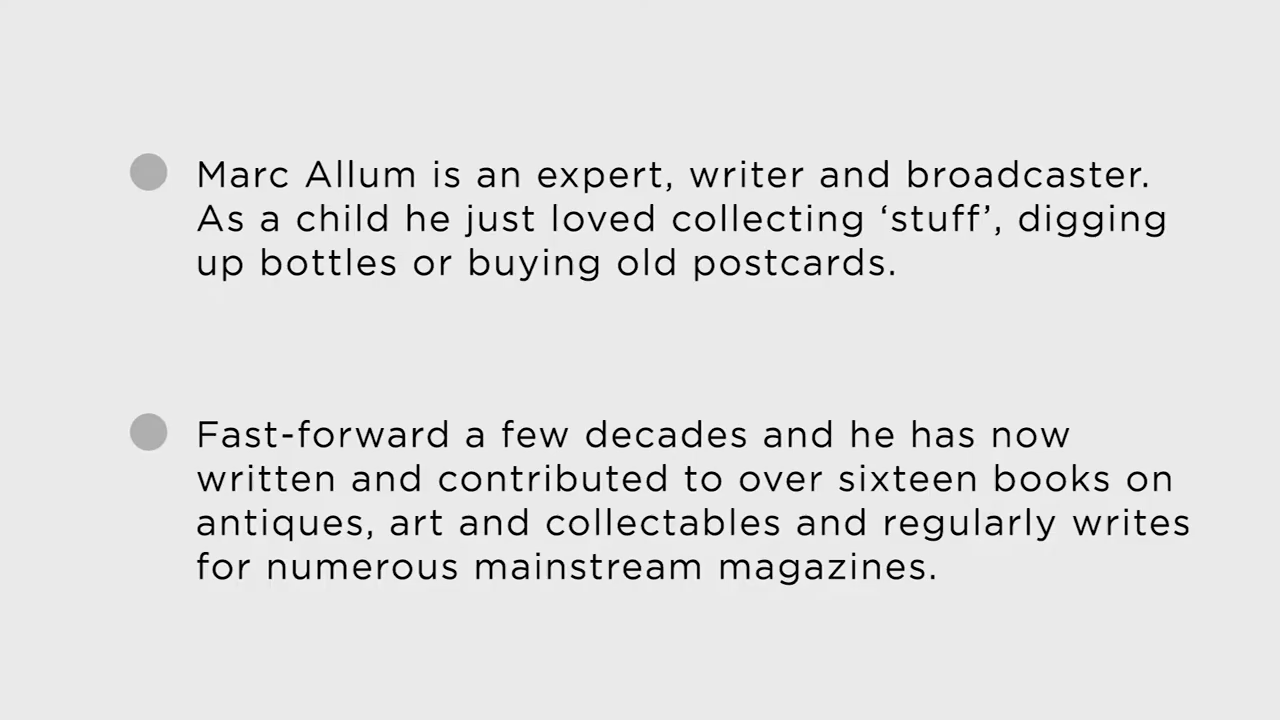 Marc Allum is an expert, writer and broadcaster.
As a child he just loved collecting ‘stuff’, digging
up bottles or buying old postcards.
Fast-forward a few decades and he has now
written and contributed to over sixteen books on
antiques, art and collectables and regularly writes
for numerous mainstream magazines.